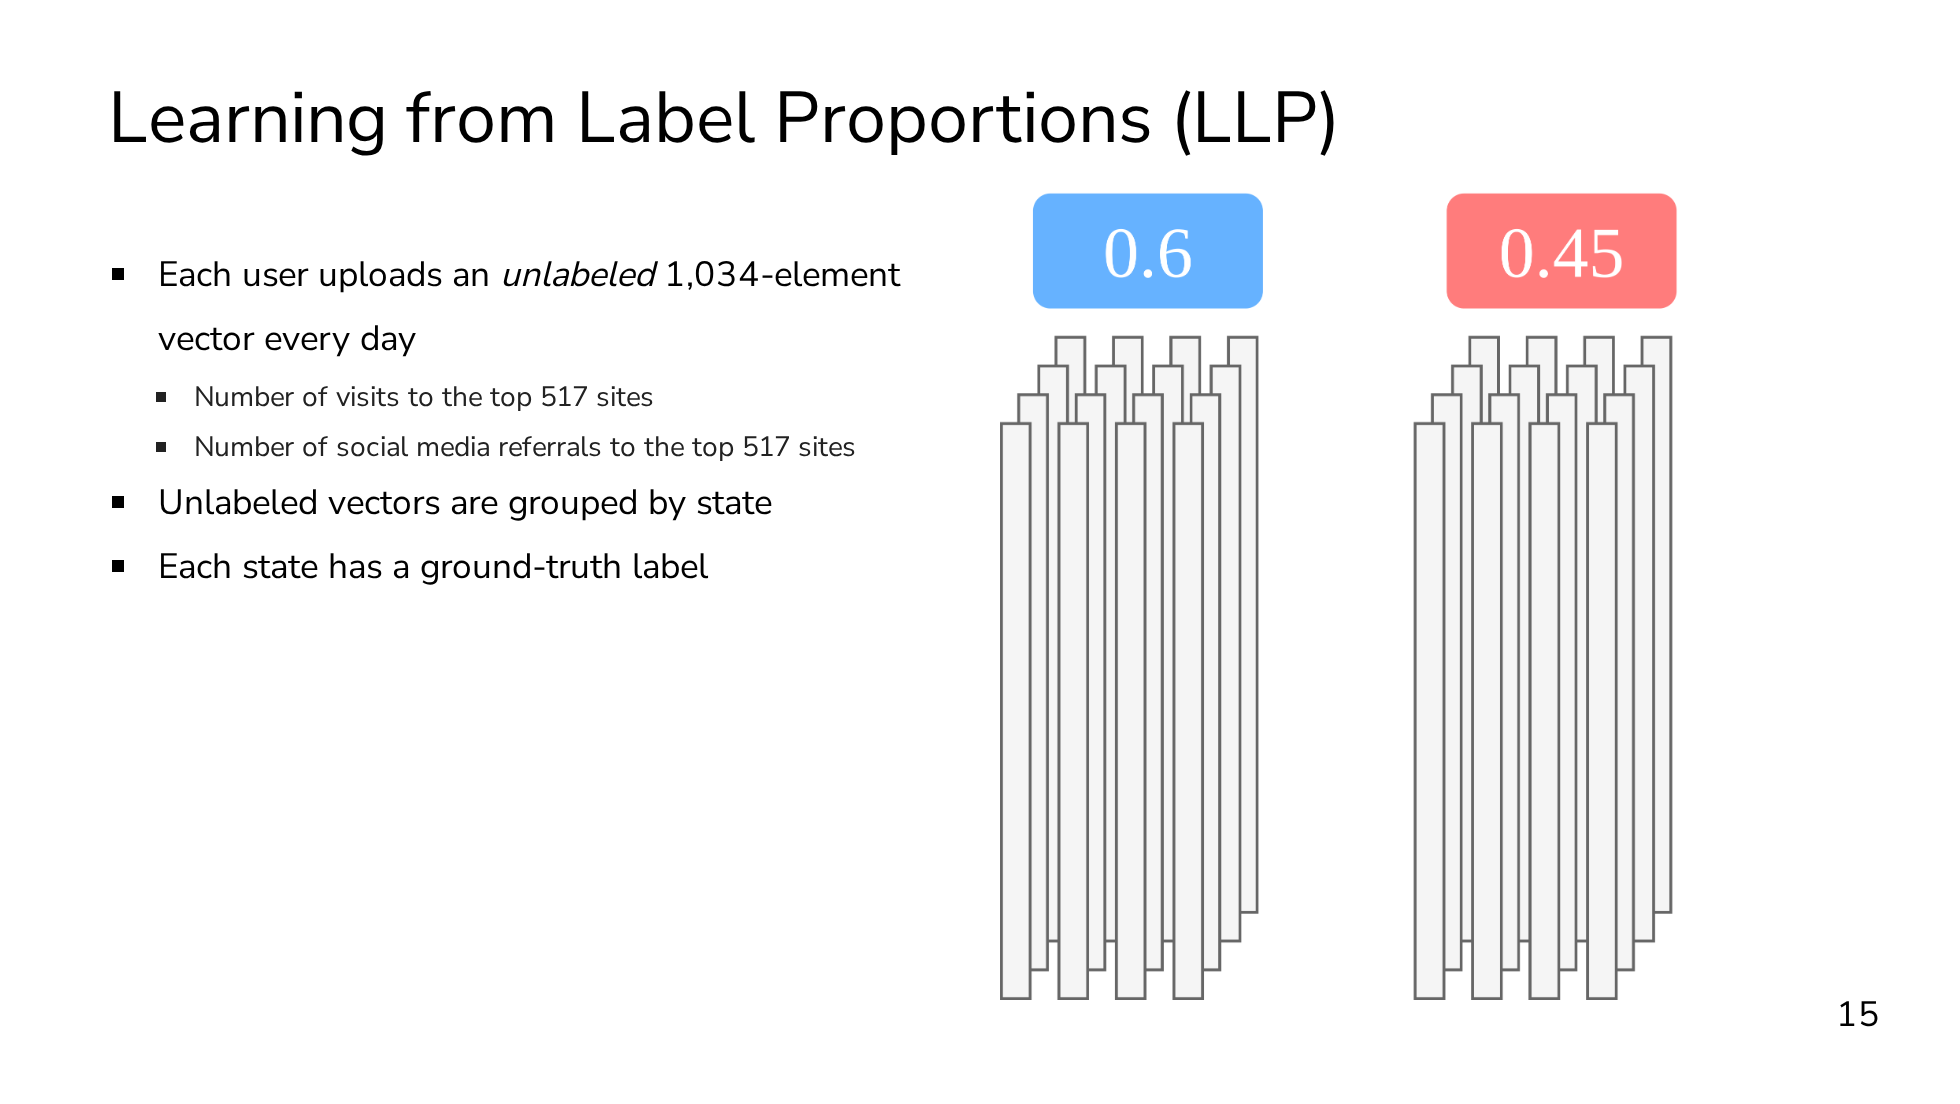 Learning from Label Proportions (LLP)
0.6
0.45
Each user uploads an unlabeled 1,034-element
vector every day
Number of visits to the top 517 sites
Number of social media referrals to the top 517 sites
Unlabeled vectors are grouped by state
Each state has a ground-truth label
15